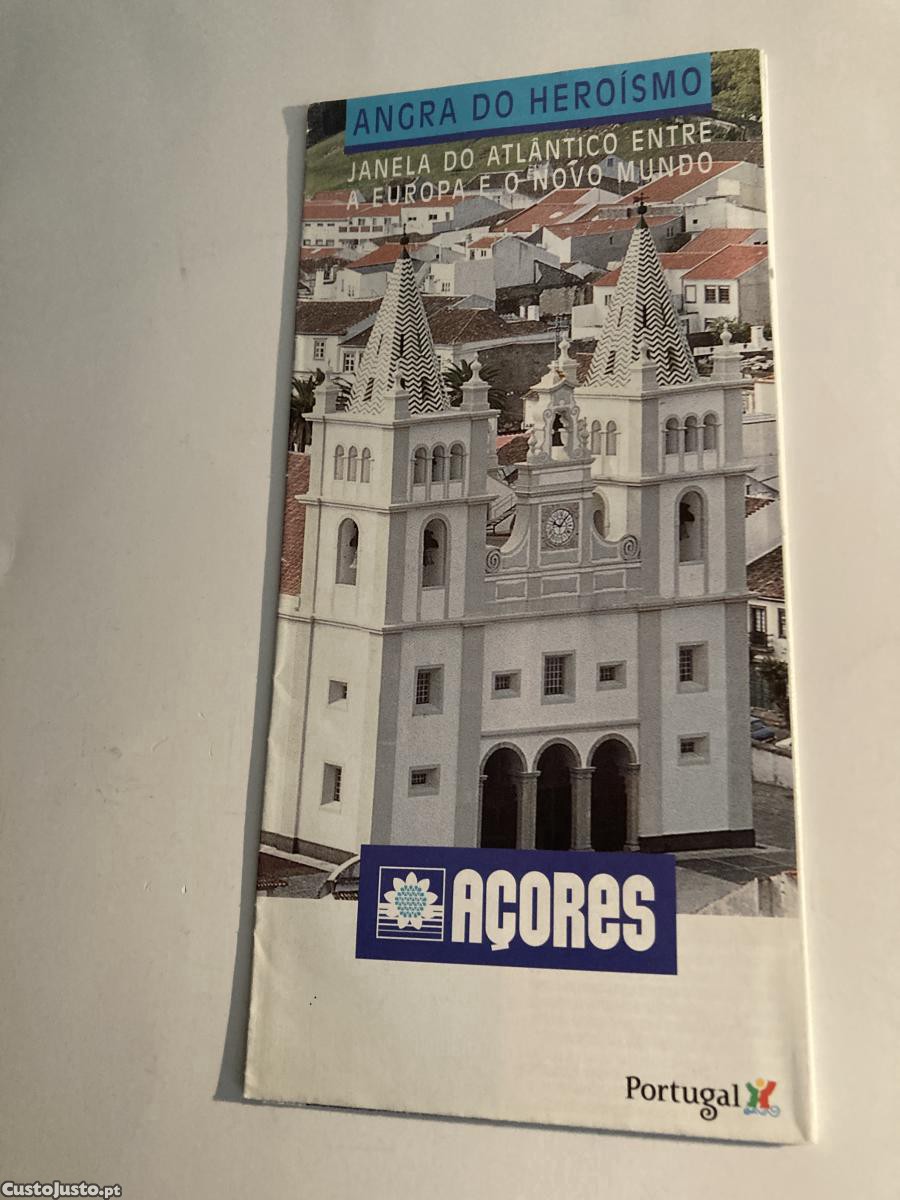 ANGRA DO HEROÍSMO
JANELA DO ATLÂNTICO ENTRE
A EUROPA E O NOVO MUNDO
AÇORES
Portugal
CustoJusto.pt